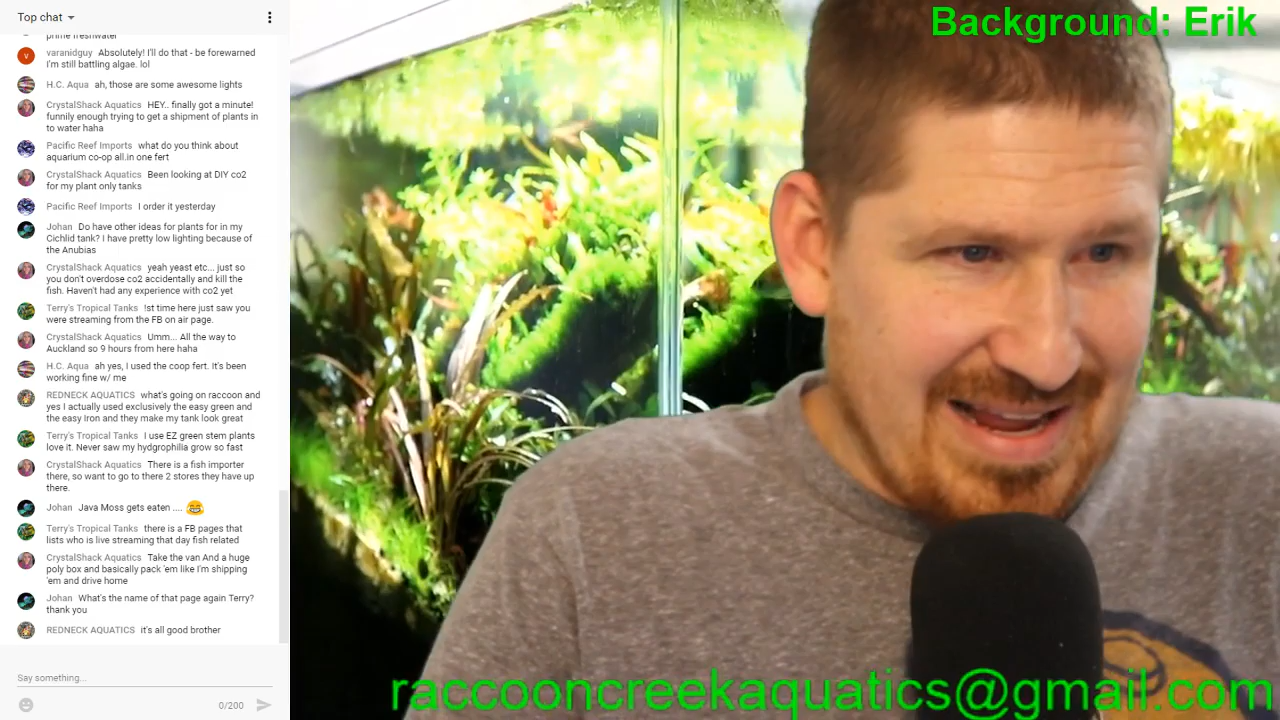 Top chat
prime freshwater
varanidguy Absolutely! I'll do that - be forewarned
I'm still battling algae. lol
H.C. Aqua ah, those are some awesome lights
CrystalShack Aquatics HEY.. finally got a minute!
funnily enough trying to get a shipment of plants in
to water haha
Pacific Reef Imports what do you think about
aquarium co-op all.in one fert
CrystalShack Aquatics Been looking at DIY co2
for my plant only tanks
Pacific Reef Imports I order it yesterday
Johan Do have other ideas for plants for in my
Cichlid tank? I have pretty low lighting because of
the Anubias
CrystalShack Aquatics yeah yeast etc... just so
you don't overdose co2 accidentally and kill the
fish. Haven't had any experience with co2 yet
Terry's Tropical Tanks !st time here just saw you
were streaming from the FB on air page.
CrystalShack Aquatics Umm... All the way to
Auckland so 9 hours from here haha
H.C. Aqua ah yes, I used the coop fert. It's been
working fine w/ me
REDNECK AQUATICS what's going on raccoon and
yes I actually used exclusively the easy green and
the easy Iron and they make my tank look great
Terry's Tropical Tanks I use EZ green stem plants
love it. Never saw my hydgrophilia grow so fast
CrystalShack Aquatics There is a fish importer
there, so want to go to there 2 stores they have up
there.
Johan Java Moss gets eaten .... 😂
Terry's Tropical Tanks there is a FB pages that
lists who is live streaming that day fish related
CrystalShack Aquatics Take the van And a huge
poly box and basically pack 'em like I'm shipping
'em and drive home
Johan What's the name of that page again Terry?
thank you
REDNECK AQUATICS it's all good brother
Say something...
0/200
Background: Erik
raccooncreekaquatics@gmail.com